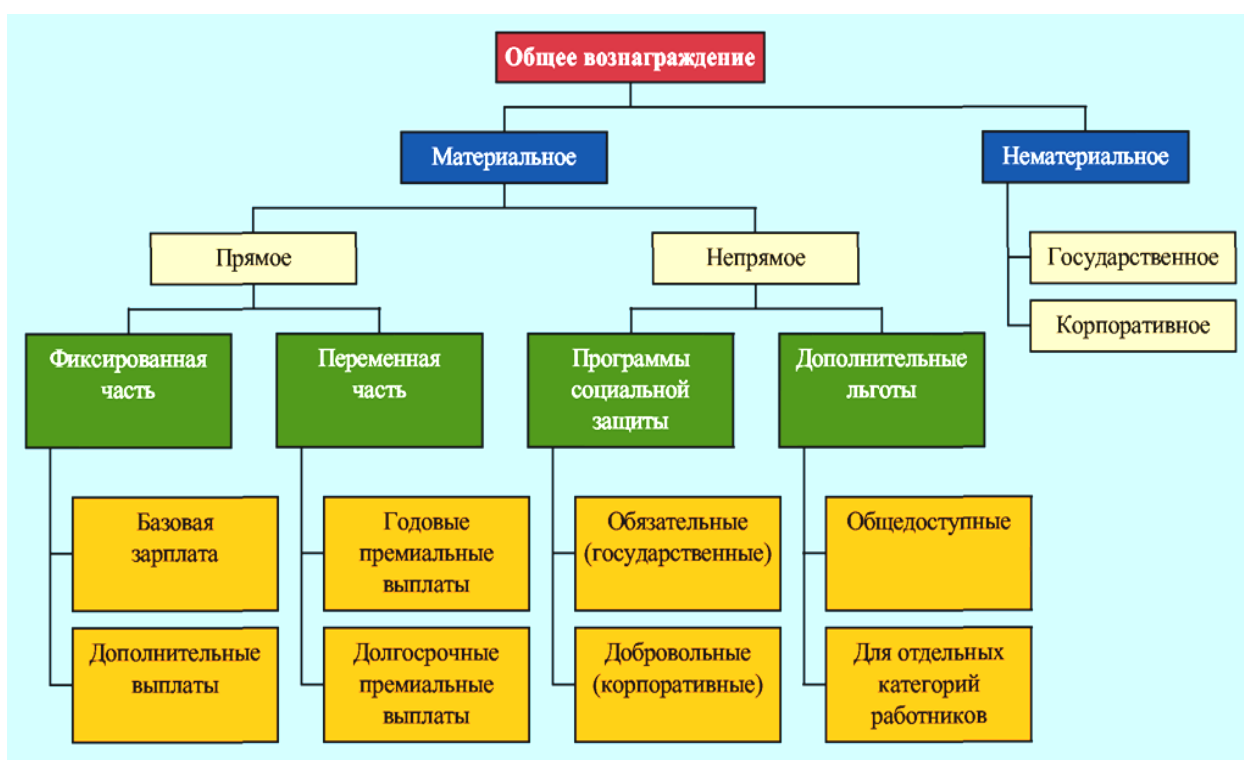 Общее вознаграждение
Материальное
Нематериальное
Прямое
Непрямое
Государственное
Корпоративное
Фиксированная
часть
Переменная
часть
Программы
социальной
защиты
Дополнительные
льготы
Базовая
зарплата
Годовые
премиальные
выплаты
Обязательные
(государственные)
Общедоступные
Дополнительные
выплаты
Долгосрочные
премиальные
выплаты
Добровольные
(корпоративные)
Для отдельных
категорий
работников